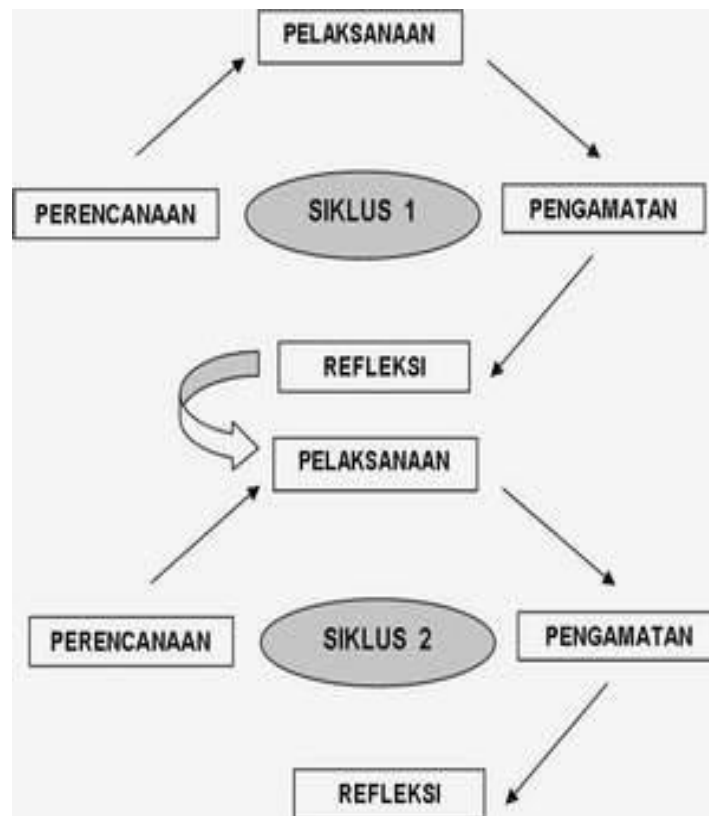 PELAKSANAAN
PERENCANAAN
SIKLUS 1
PENGAMATAN
REFLEKSI
PELAKSANAAN
PERENCANAAN
SIKLUS 2
PENGAMATAN
REFLEKSI